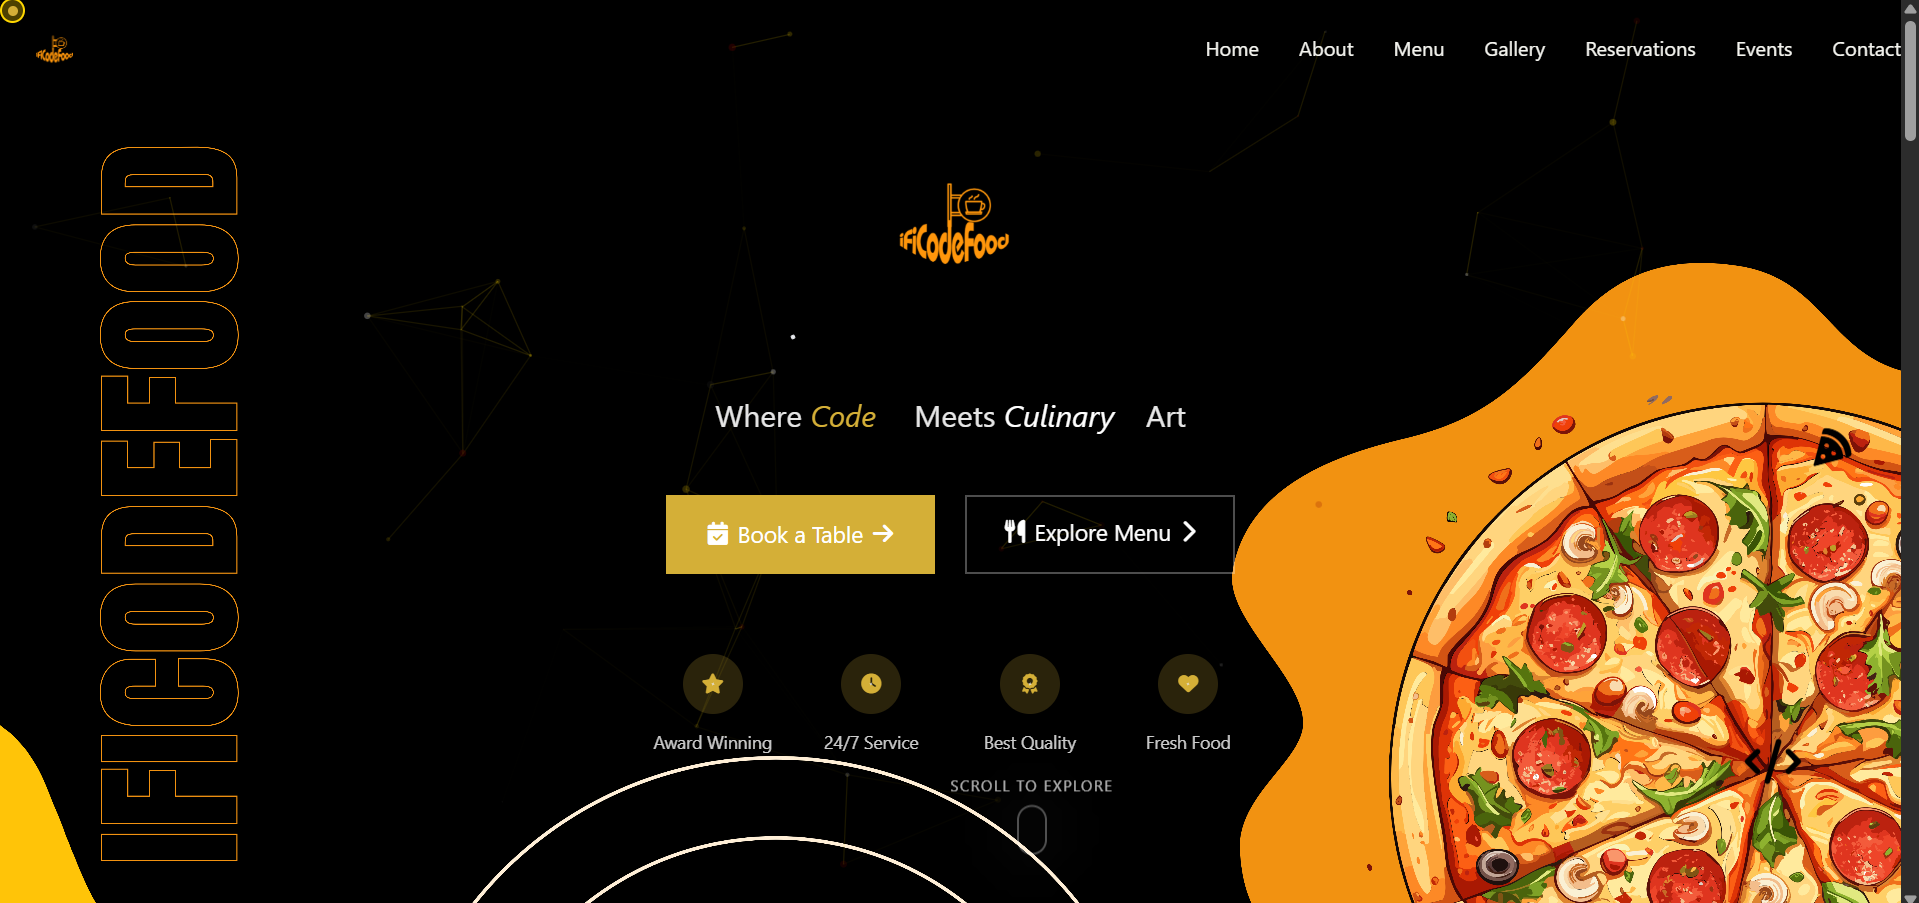 iFiCodeFood
Home About Menu Gallery Reservations Events Contact
IFICODEFOOD
iFiCodeFood
Where Code Meets Culinary Art
Book a Table
Explore Menu
Award Winning
24/7 Service
Best Quality
Fresh Food
SCROLL TO EXPLORE